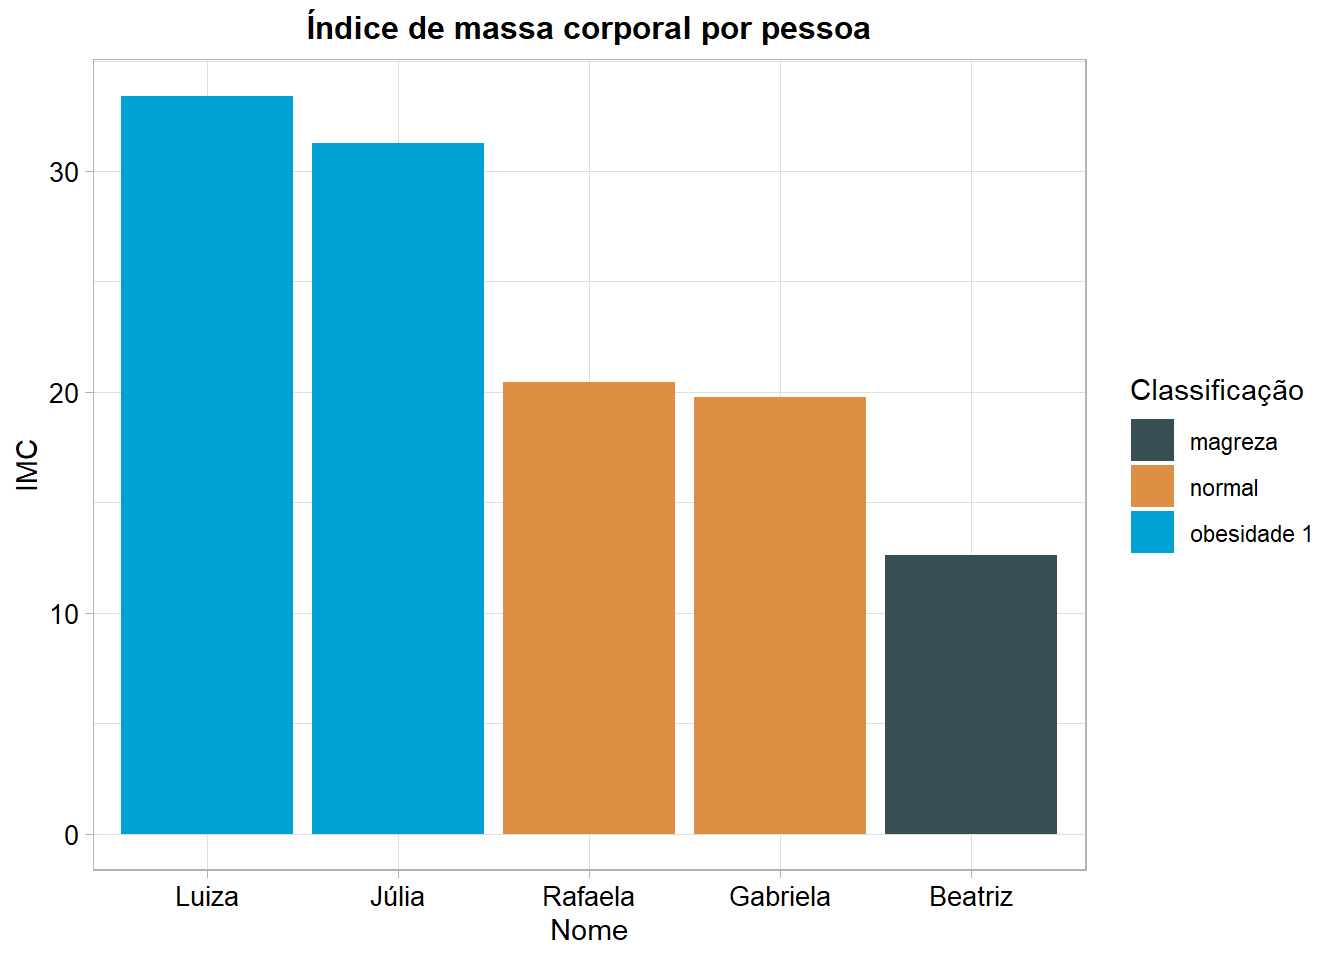 Índice de massa corporal por pessoa
IMC
30
20
10
0
Luiza
Júlia
Rafaela
Gabriela
Beatriz
Nome
Classificação
magreza
normal
obesidade 1